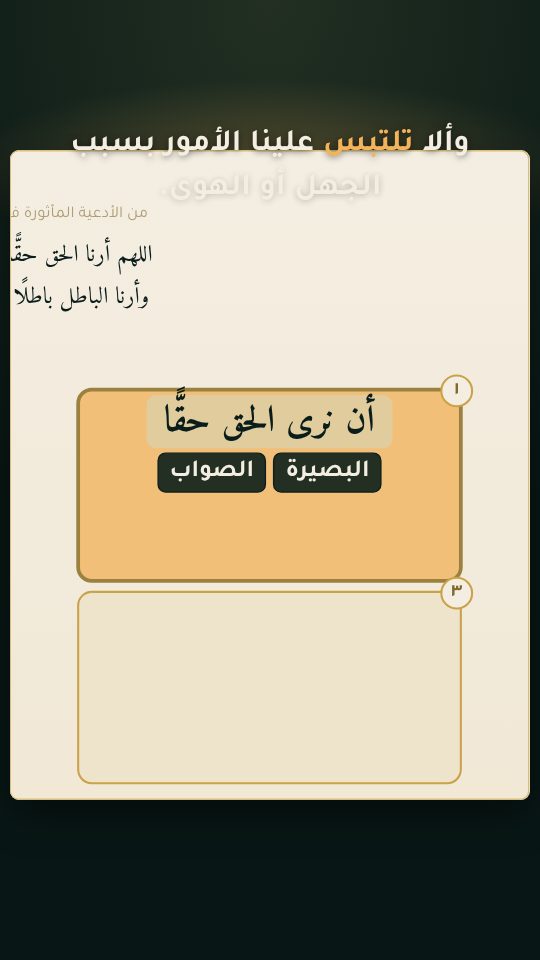 وألا تلتبس علينا الأمور بسبب
الجهل أو الهوى.
من الأدعية المأثورة
اللهم أرنا الحق حقًّا
وأرنا الباطل باطلًا
١
أن نرى الحق حقًّا
البصيرة الصواب
٣